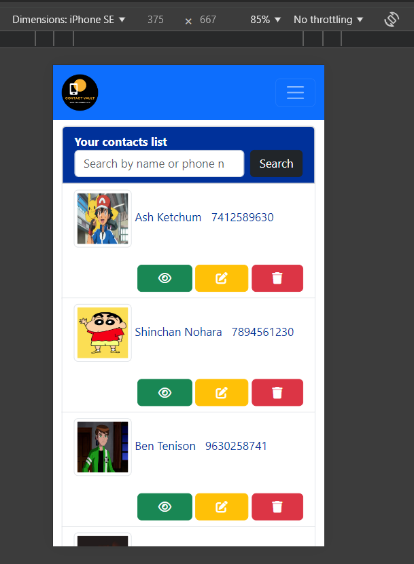 Dimensions: iPhone SE ▼ 375 × 667 85% ▼ No throttling ▼
CONTACT VAULT
Your contacts list
Search by name or phone n Search
Ash Ketchum 7412589630
Shinchan Nohara 7894561230
Ben Tenison 9630258741